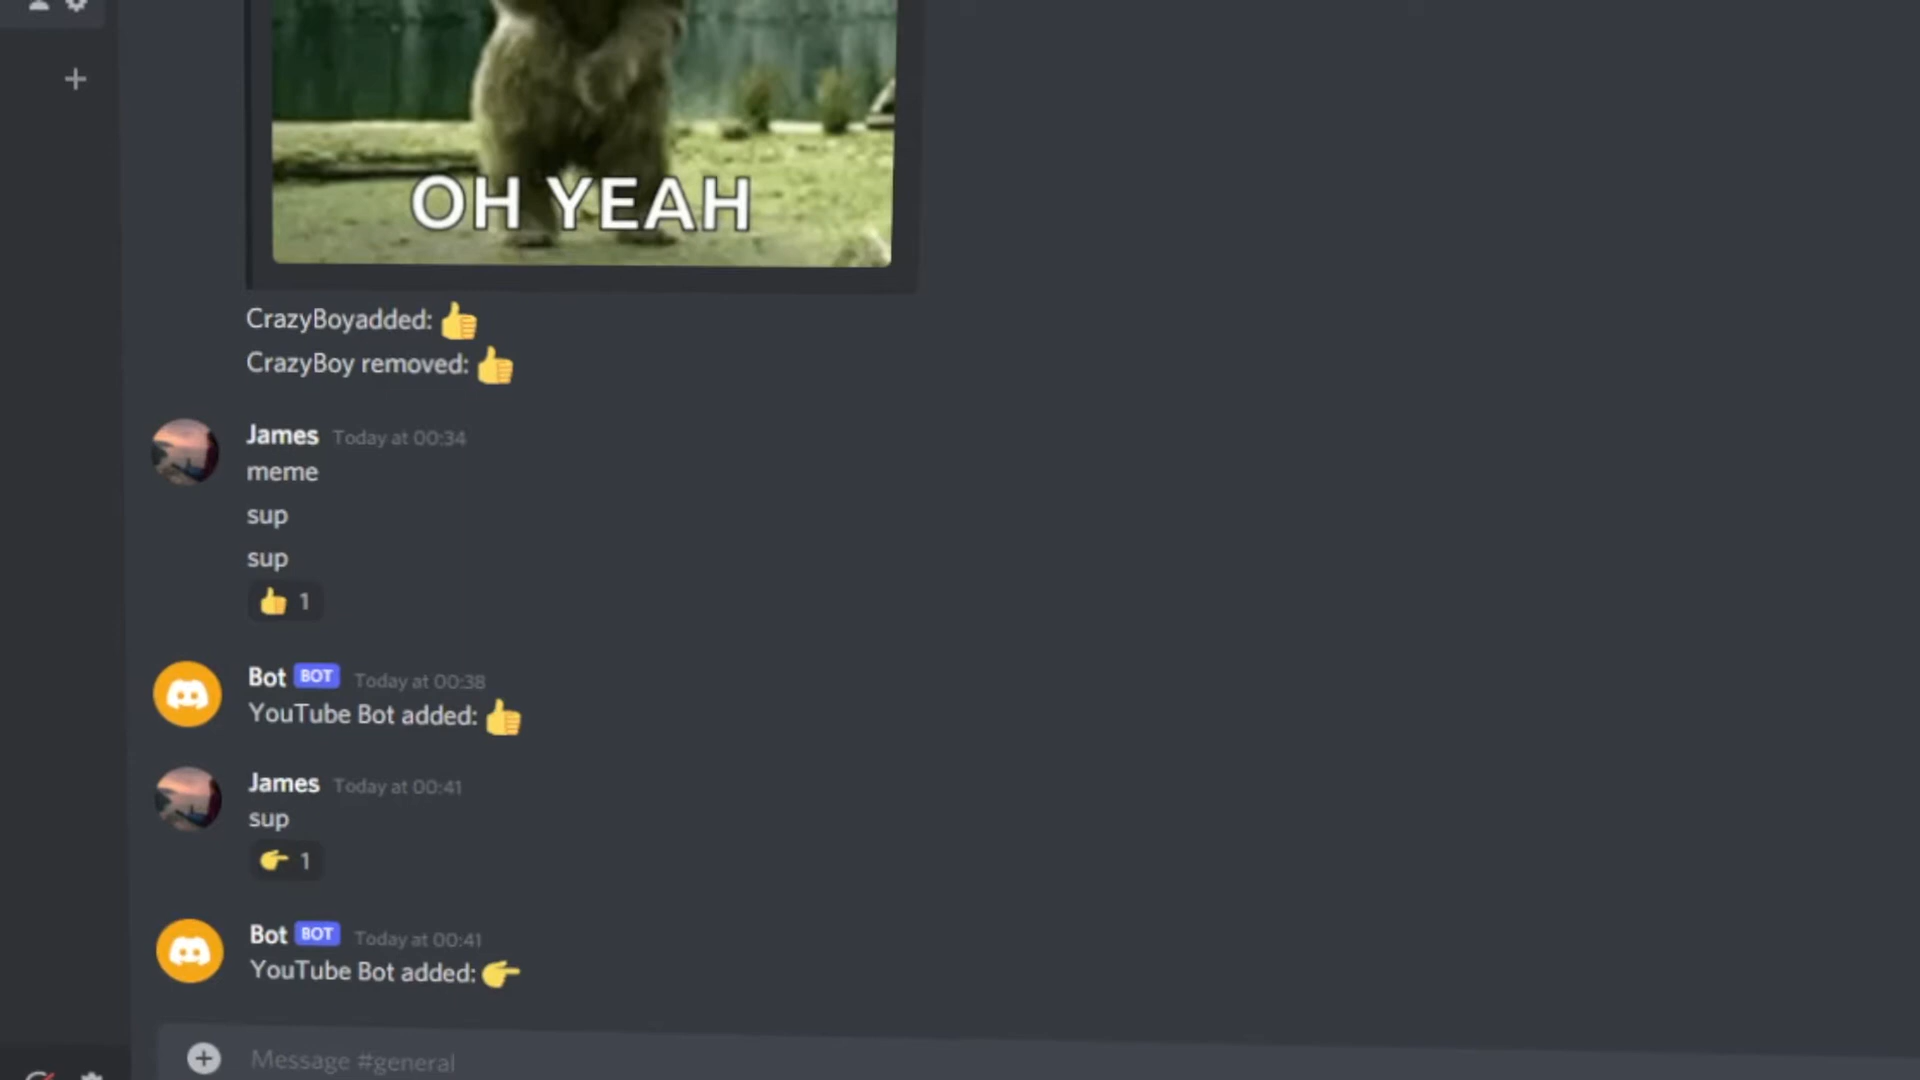 OH YEAH
CrazyBoyadded: 👍
CrazyBoy removed: 👍
James Today at 00:34
meme
sup
sup
👍 1
Bot BOT Today at 00:38
YouTube Bot added: 👍
James Today at 00:41
sup
👉 1
Bot BOT Today at 00:41
YouTube Bot added: 👉
Message #general